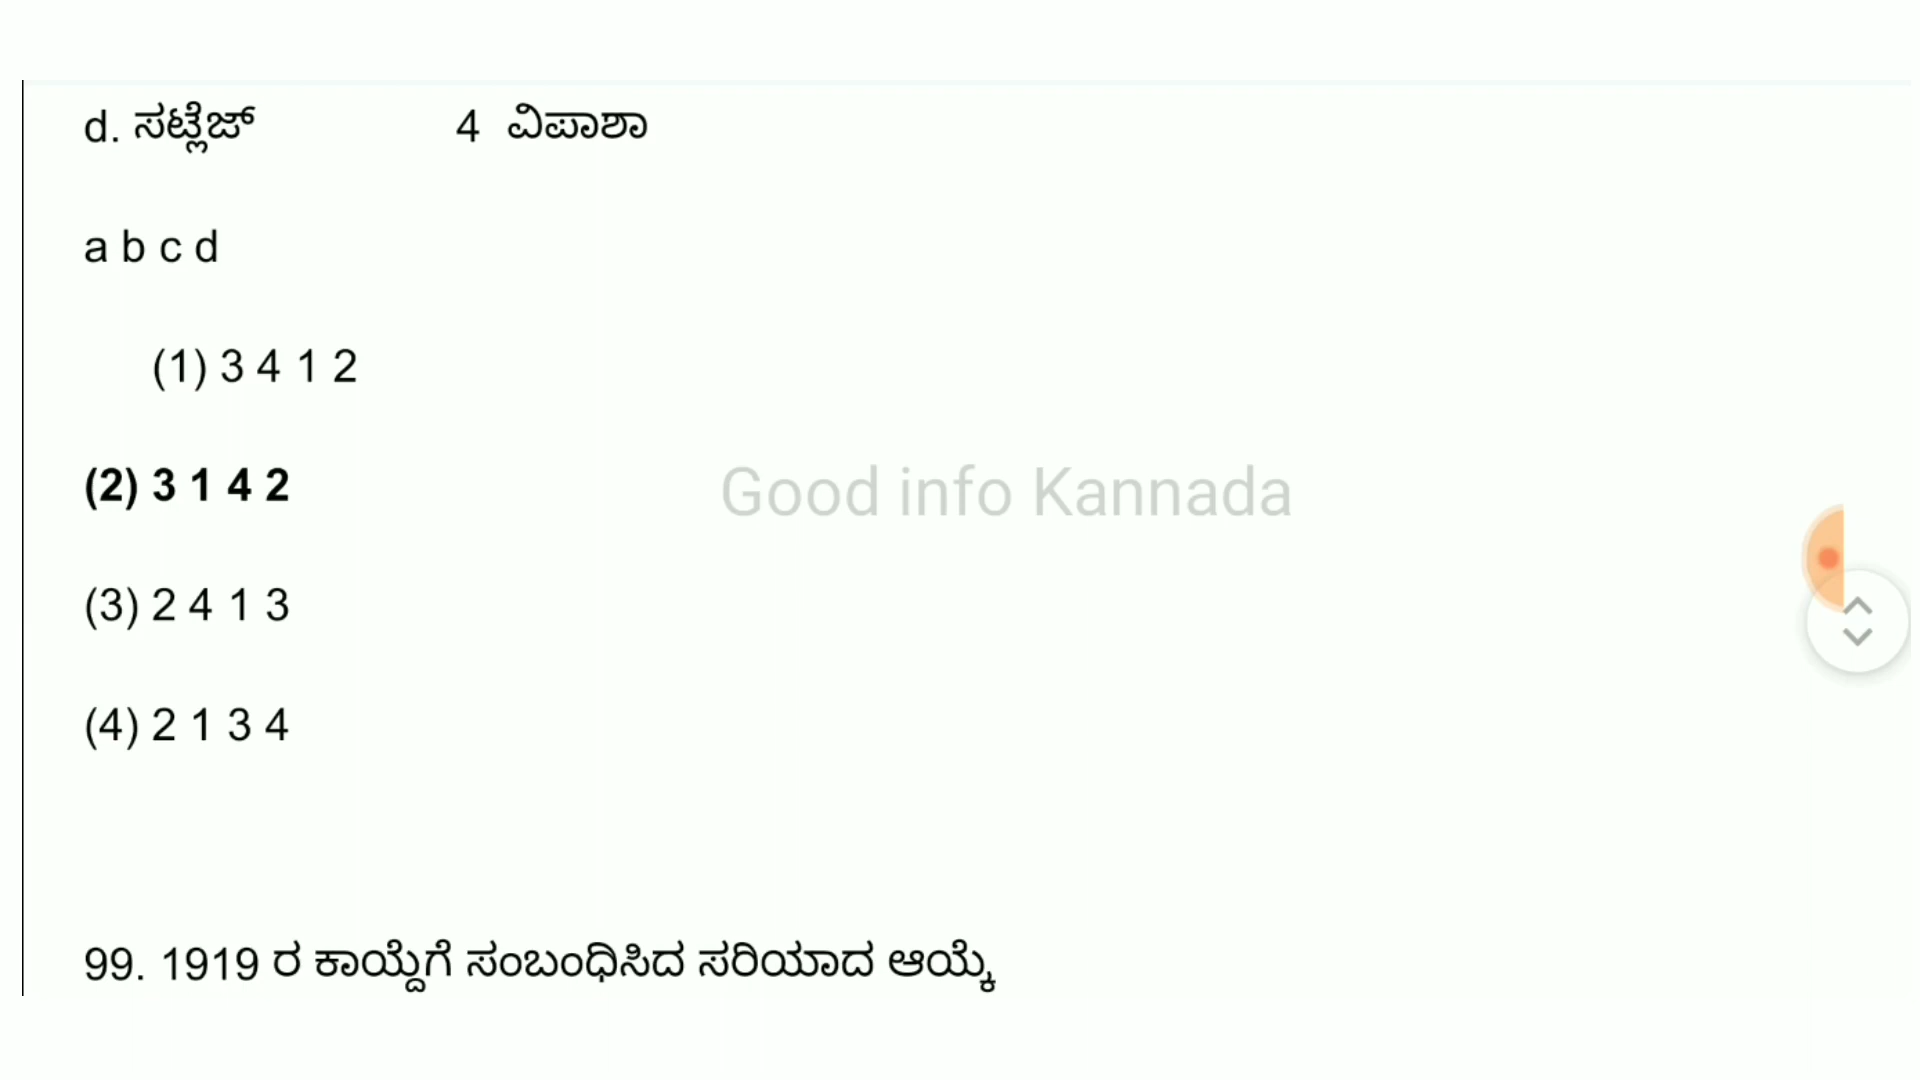 d. ಸಟ್ಲೆಜ್ 4 ವಿಪಾಶಾ
a b c d
(1) 3 4 1 2
(2) 3 1 4 2
Good info Kannada
(3) 2 4 1 3
(4) 2 1 3 4
99. 1919 ರ ಕಾಯ್ದೆಗೆ ಸಂಬಂಧಿಸಿದ ಸರಿಯಾದ ಆಯ್ಕೆ